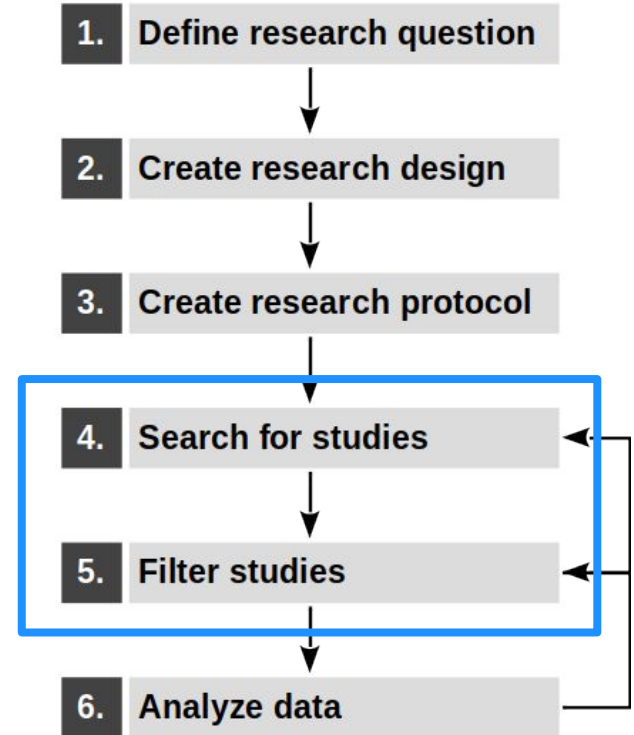 1. Define research question
2. Create research design
3. Create research protocol
4. Search for studies
5. Filter studies
6. Analyze data